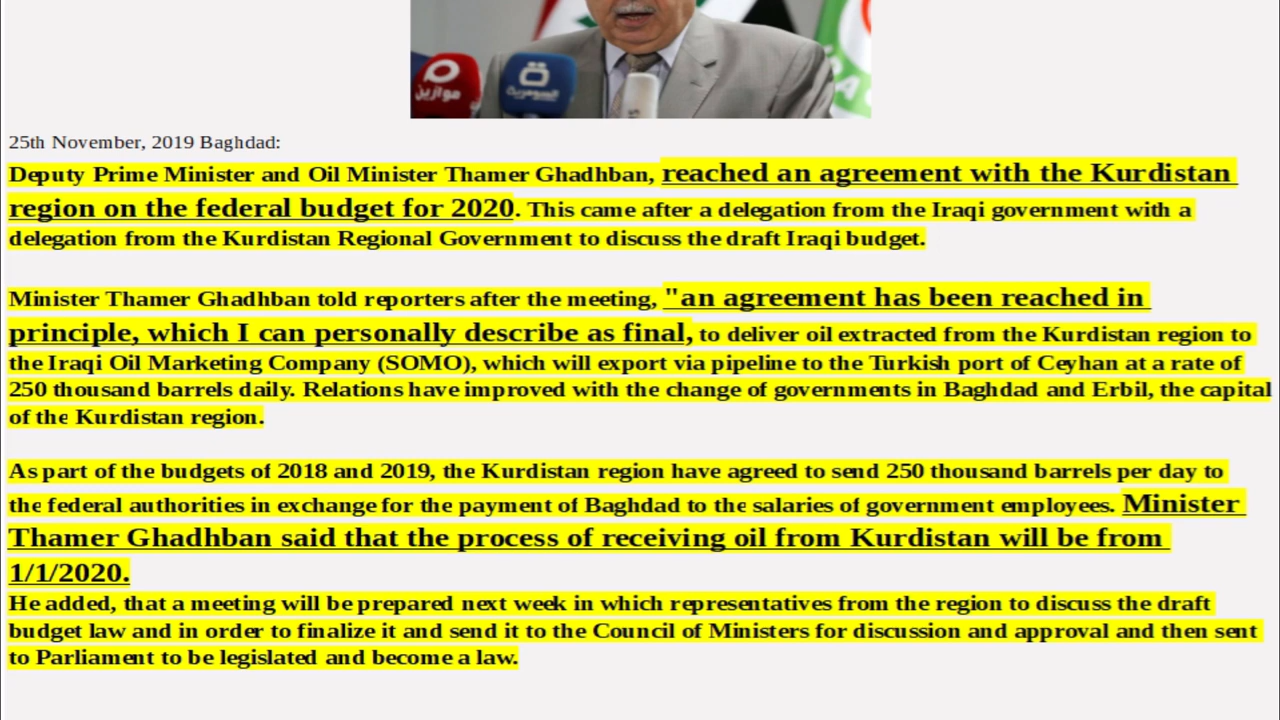 موازين
السومرية
25th November, 2019 Baghdad:
Deputy Prime Minister and Oil Minister Thamer Ghadhban, reached an agreement with the Kurdistan
region on the federal budget for 2020. This came after a delegation from the Iraqi government with a
delegation from the Kurdistan Regional Government to discuss the draft Iraqi budget.
Minister Thamer Ghadhban told reporters after the meeting, "an agreement has been reached in
principle, which I can personally describe as final, to deliver oil extracted from the Kurdistan region to
the Iraqi Oil Marketing Company (SOMO), which will export via pipeline to the Turkish port of Ceyhan at a rate of
250 thousand barrels daily. Relations have improved with the change of governments in Baghdad and Erbil, the capital
of the Kurdistan region.
As part of the budgets of 2018 and 2019, the Kurdistan region have agreed to send 250 thousand barrels per day to
the federal authorities in exchange for the payment of Baghdad to the salaries of government employees. Minister
Thamer Ghadhban said that the process of receiving oil from Kurdistan will be from
1/1/2020.
He added, that a meeting will be prepared next week in which representatives from the region to discuss the draft
budget law and in order to finalize it and send it to the Council of Ministers for discussion and approval and then sent
to Parliament to be legislated and become a law.